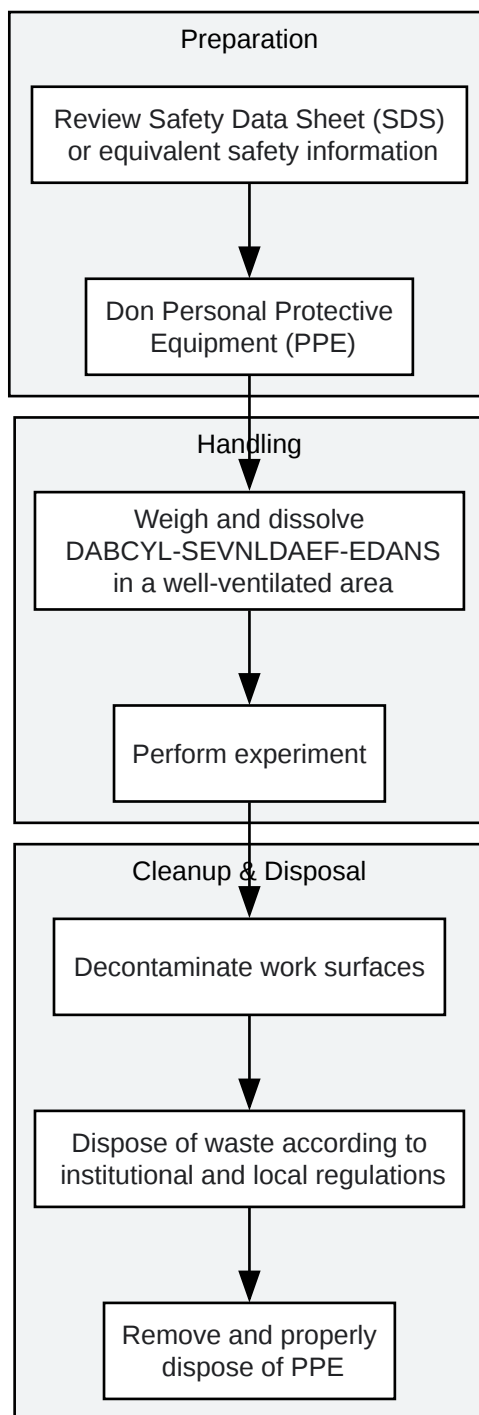 Preparation
Review Safety Data Sheet (SDS)
or equivalent safety information
Don Personal Protective
Equipment (PPE)
Handling
Weigh and dissolve
DABCYL-SEVNLDAEF-EDANS
in a well-ventilated area
Perform experiment
Cleanup & Disposal
Decontaminate work surfaces
Dispose of waste according to
institutional and local regulations
Remove and properly
dispose of PPE